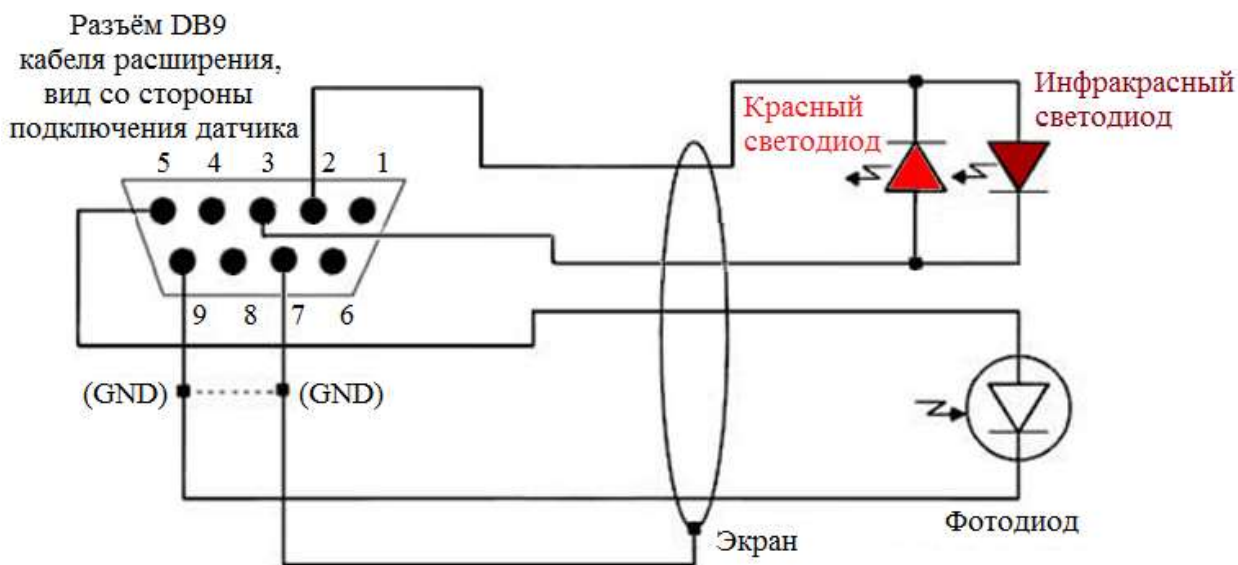 Разъём DB9
кабеля расширения,
вид со стороны
подключения датчика
5 4 3 2 1
9 8 7 6
(GND) (GND)
Красный
светодиод
Инфракрасный
светодиод
Экран
Фотодиод